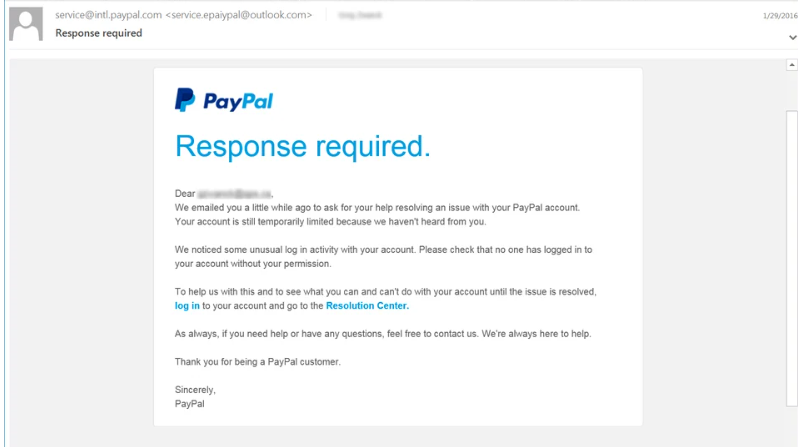 service@intl.paypal.com <service.epaiypal@outlook.com>
1/29/2016
Response required
PayPal
Response required.
Dear
We emailed you a little while ago to ask for your help resolving an issue with your PayPal account.
Your account is still temporarily limited because we haven't heard from you.
We noticed some unusual log in activity with your account. Please check that no one has logged in to
your account without your permission.
To help us with this and to see what you can and can't do with your account until the issue is resolved,
log in to your account and go to the Resolution Center.
As always, if you need help or have any questions, feel free to contact us. We're always here to help.
Thank you for being a PayPal customer.
Sincerely,
PayPal